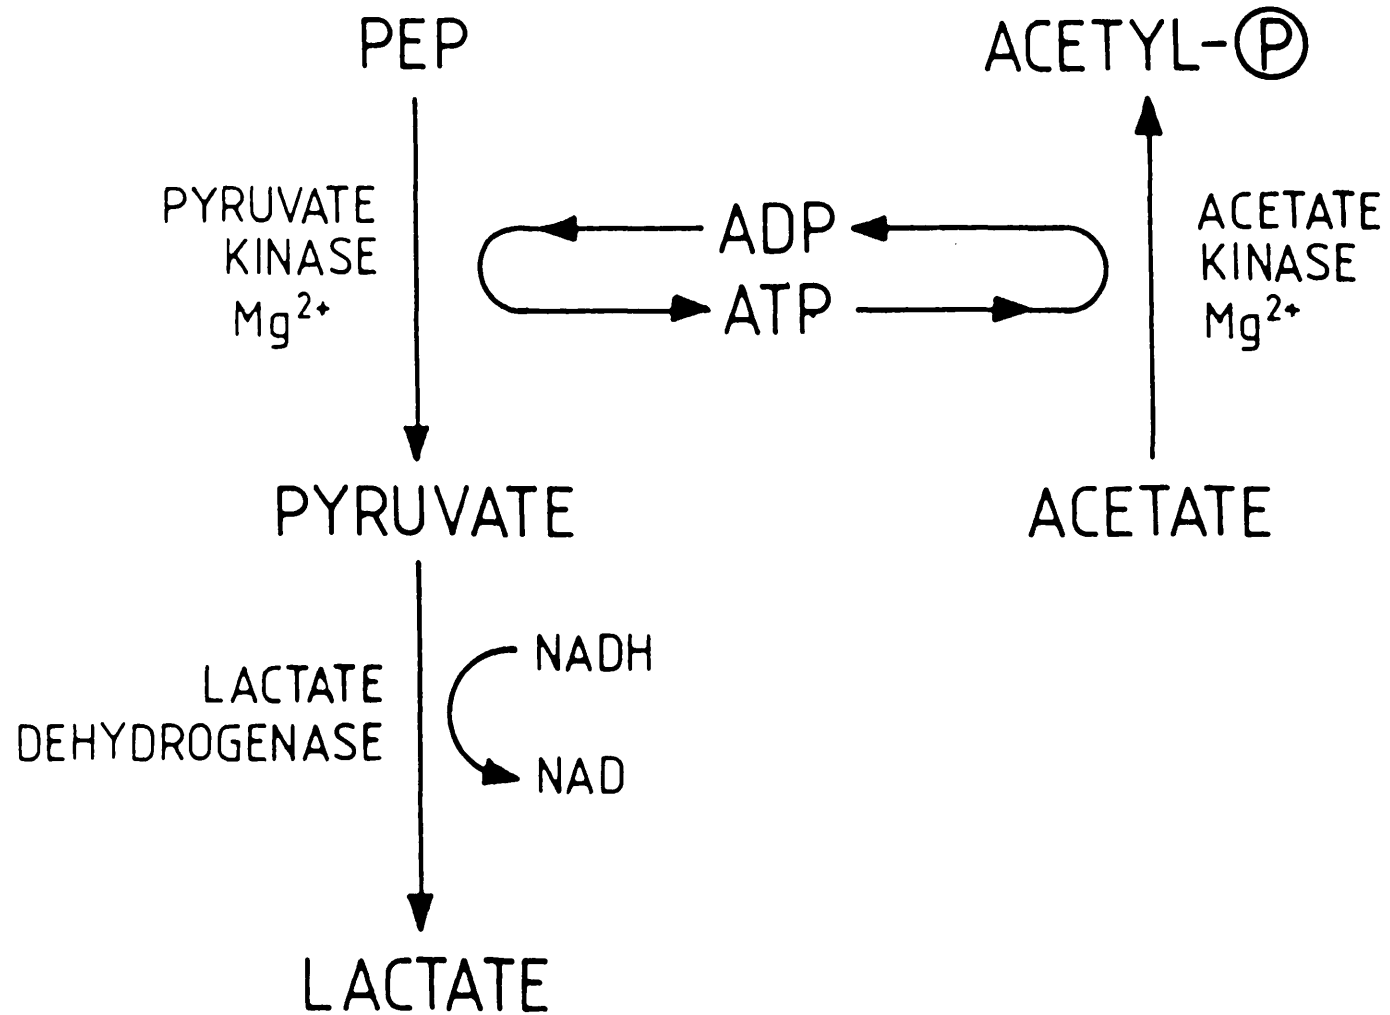 PEP
ACETYL-Ⓟ
PYRUVATE
KINASE
Mg²⁺
ADP
ATP
ACETATE
KINASE
Mg²⁺
PYRUVATE
ACETATE
LACTATE
DEHYDROGENASE
NADH
NAD
LACTATE